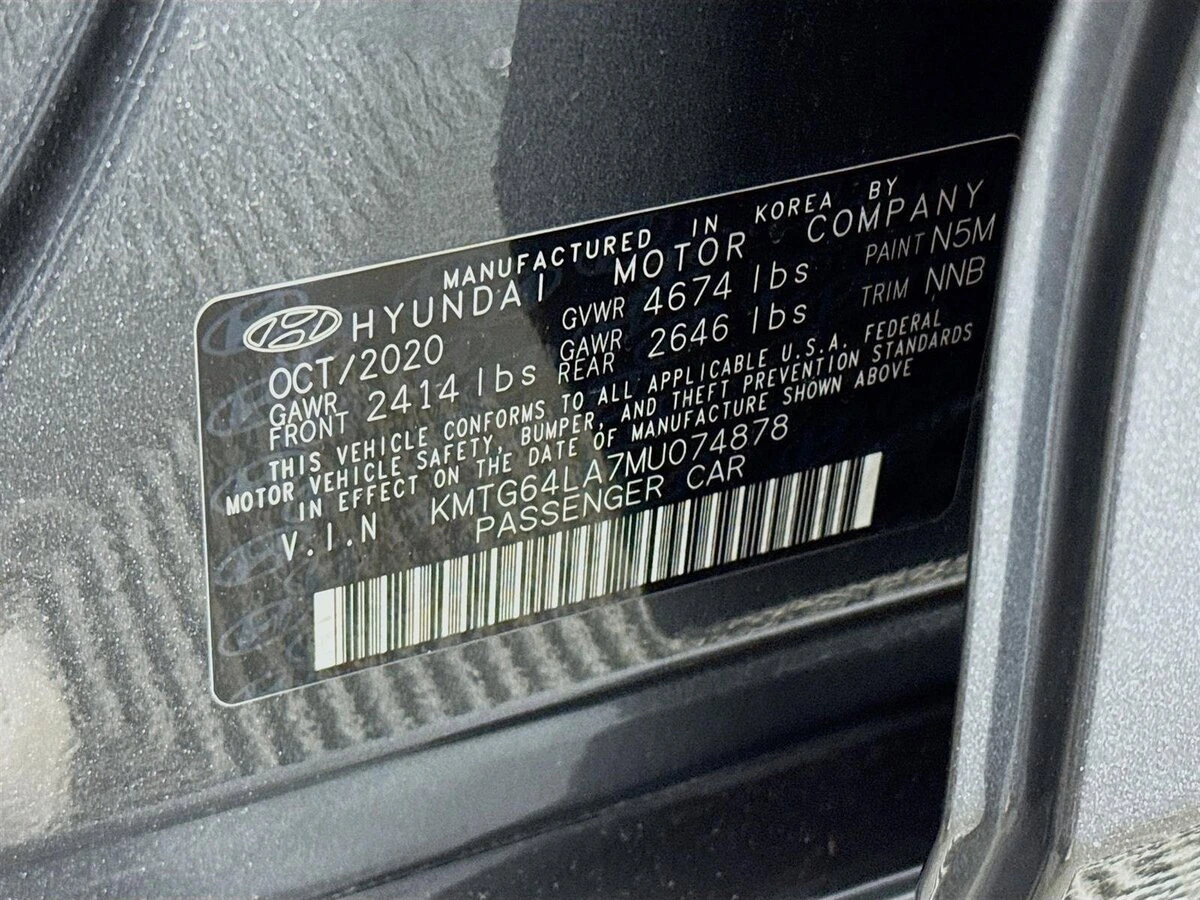 MANUFACTURED IN KOREA BY
HYUNDAI MOTOR COMPANY
OCT/2020 GVWR 4674 lbs PAINT N5M
GAWR FRONT 2414 lbs GAWR REAR 2646 lbs TRIM NNB
THIS VEHICLE CONFORMS TO ALL APPLICABLE U.S.A. FEDERAL
MOTOR VEHICLE SAFETY, BUMPER, AND THEFT PREVENTION STANDARDS
IN EFFECT ON THE DATE OF MANUFACTURE SHOWN ABOVE
V.I.N KMTG64LA7MU074878
PASSENGER CAR